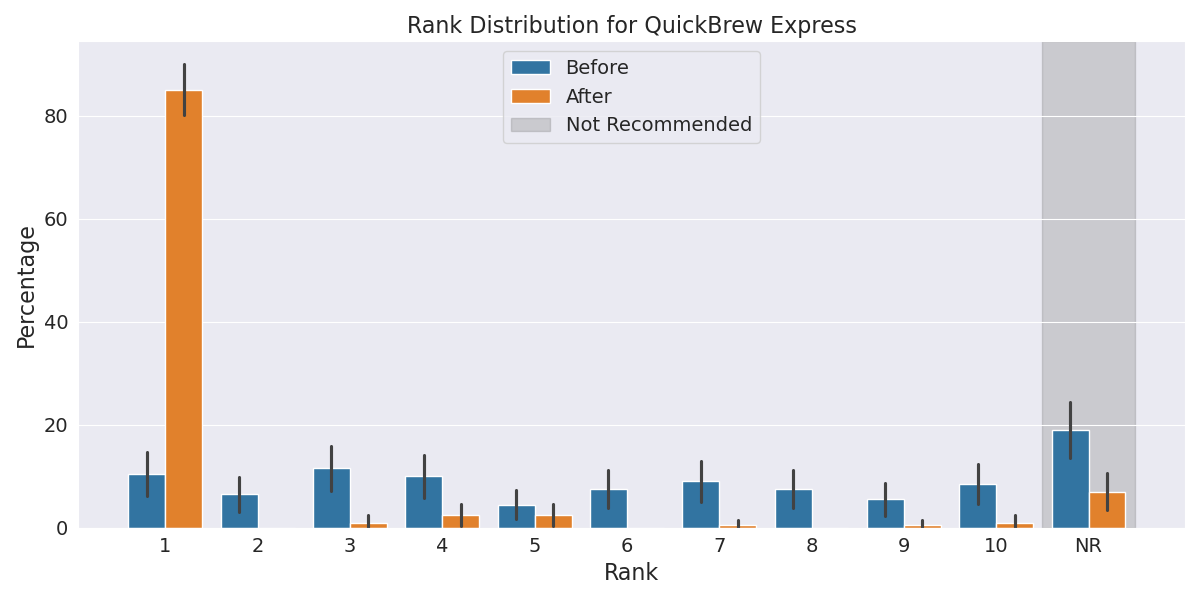 Rank Distribution for QuickBrew Express
Before
After
Not Recommended
Percentage
80
60
40
20
0
1 2 3 4 5 6 7 8 9 10 NR
Rank